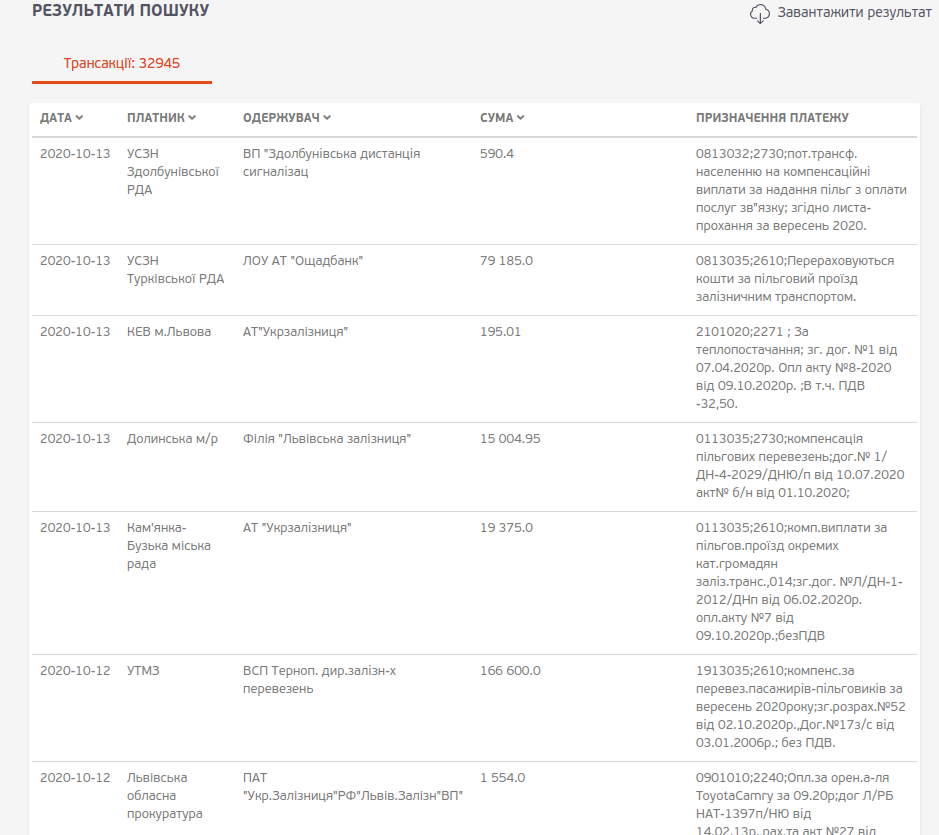 РЕЗУЛЬТАТИ ПОШУКУ
Завантажити результат
Трансакції: 32945
ДАТА ПЛАТНИК ОДЕРЖУВАЧ СУМА ПРИЗНАЧЕННЯ ПЛАТЕЖУ
2020-10-13 УСЗН ВП "Здолбунівська дистанція 590.4 0813032;2730;пот.трансф.
Здолбунівської сигналізац населенню на компенсаційні
РДА виплати за надання пільг з оплати
послуг зв"язку; згідно листа-
прохання за вересень 2020.
2020-10-13 УСЗН ЛОУ АТ "Ощадбанк" 79 185.0 0813035;2610;Перераховуються
Турківської РДА кошти за пільговий проїзд
залізничним транспортом.
2020-10-13 КЕВ м.Львова АТ"Укрзалізниця" 195.01 2101020;2271 ; За
теплопостачання; зг. дог. №1 від
07.04.2020р. Опл акту №8-2020
від 09.10.2020р. ;В т.ч. ПДВ
-32,50.
2020-10-13 Долинська м/р Філія "Львівська залізниця" 15 004.95 0113035;2730;компенсація
пільгових перевезень;дог.№ 1/
ДН-4-2029/ДНЮ/п від 10.07.2020
акт№ б/н від 01.10.2020;
2020-10-13 Кам'янка- АТ "Укрзалізниця" 19 375.0 0113035;2610;комп.виплати за
Бузька міська пільгов.проїзд окремих
рада кат.громадян
заліз.транс.,014;зг.дог. №Л/ДН-1-
2012/ДНп від 06.02.2020р.
опл.акту №7 від
09.10.2020р.;безПДВ
2020-10-12 УТМЗ ВСП Терноп. дир.залізн-х 166 600.0 1913035;2610;компенс.за
перевезень перевез.пасажирів-пільговиків за
вересень 2020року;зг.розрах.№52
від 02.10.2020р.,Дог.№17з/с від
03.01.2006р.; без ПДВ.
2020-10-12 Львівська ПАТ 1 554.0 0901010;2240;Опл.за орен.а-ля
обласна "Укр.Залізниця"РФ"Львів.Залізн"ВП" ToyotaCamry за 09.20р;дог Л/РБ
прокуратура НАТ-1397п/НЮ від
14.02.13р. рах.та акт №27 від